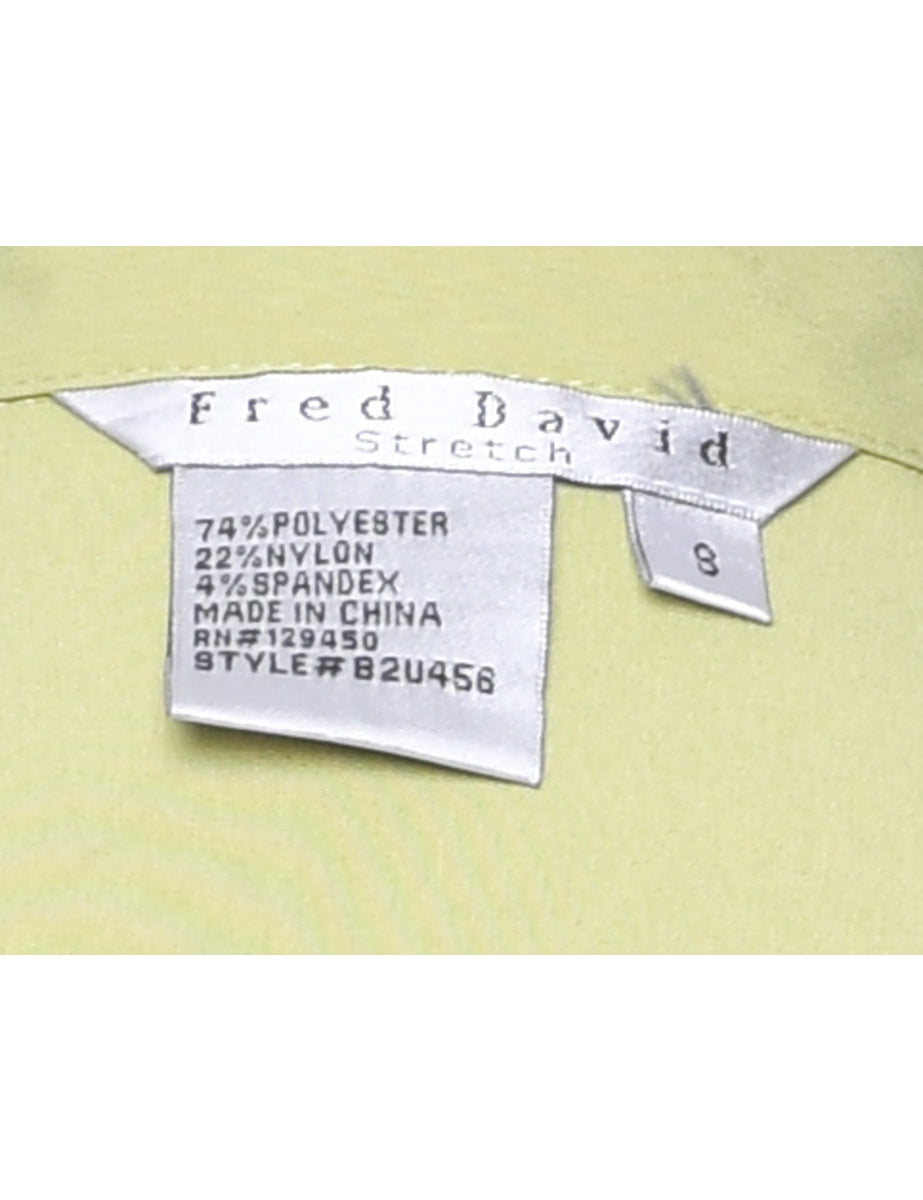 Fred David
Stretch
74%POLYESTER
22%NYLON
4%SPANDEX
MADE IN CHINA
RN#129450
STYLE#B2U456
8